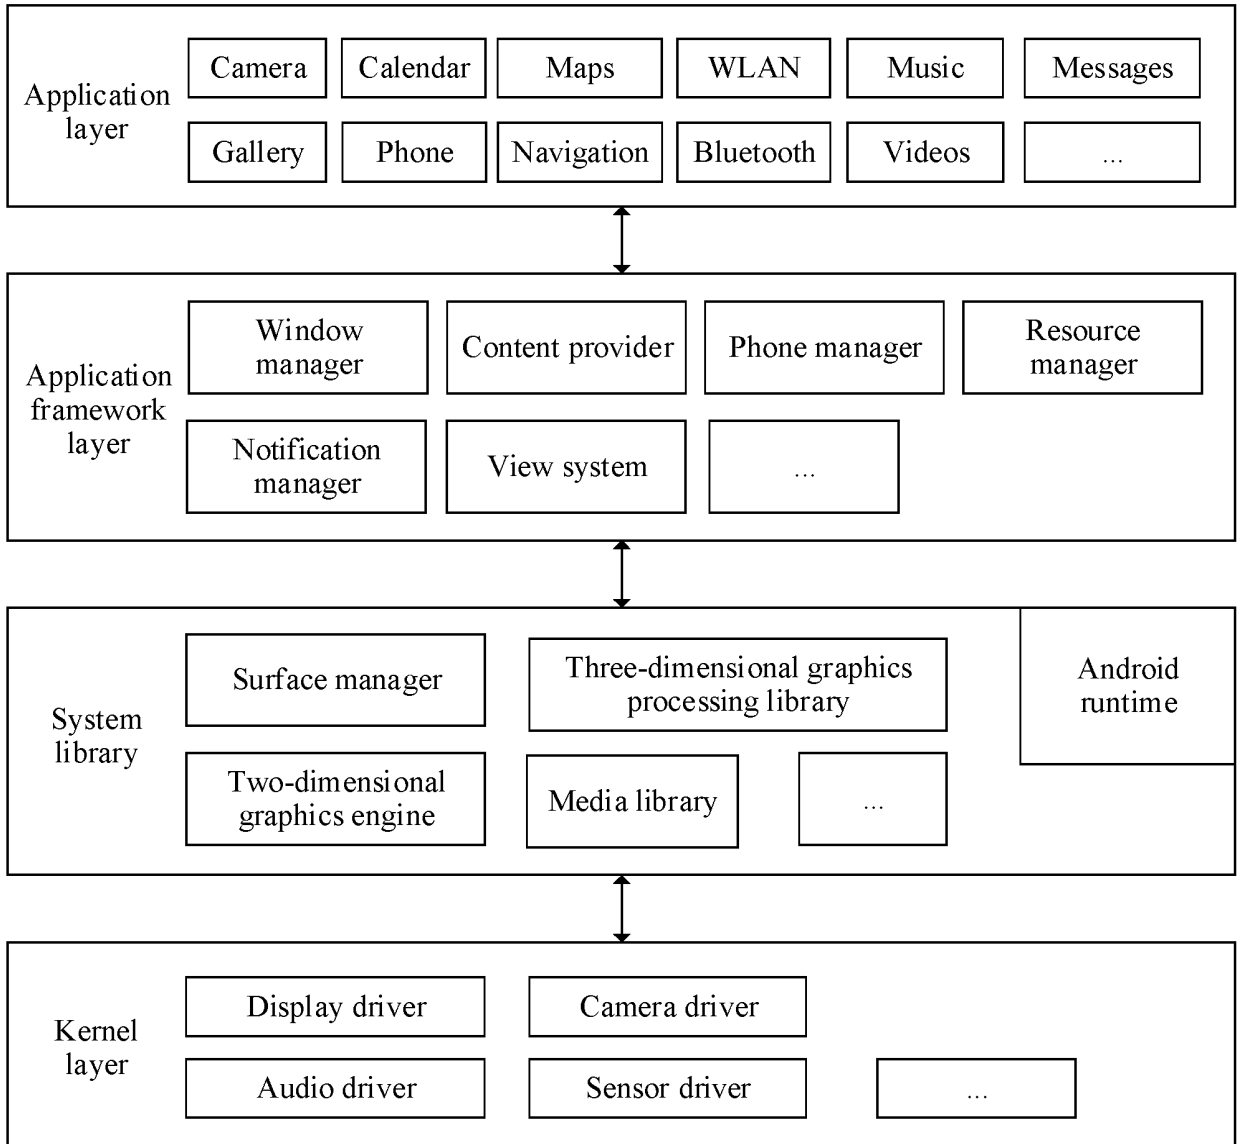 Application
layer
Camera
Calendar
Maps
WLAN
Music
Messages
Gallery
Phone
Navigation
Bluetooth
Videos
...
Application
framework
layer
Window
manager
Content provider
Phone manager
Resource
manager
Notification
manager
View system
...
System
library
Surface manager
Three-dimensional graphics
processing library
Android
runtime
Two-dimensional
graphics engine
Media library
...
Kernel
layer
Display driver
Camera driver
Audio driver
Sensor driver
...